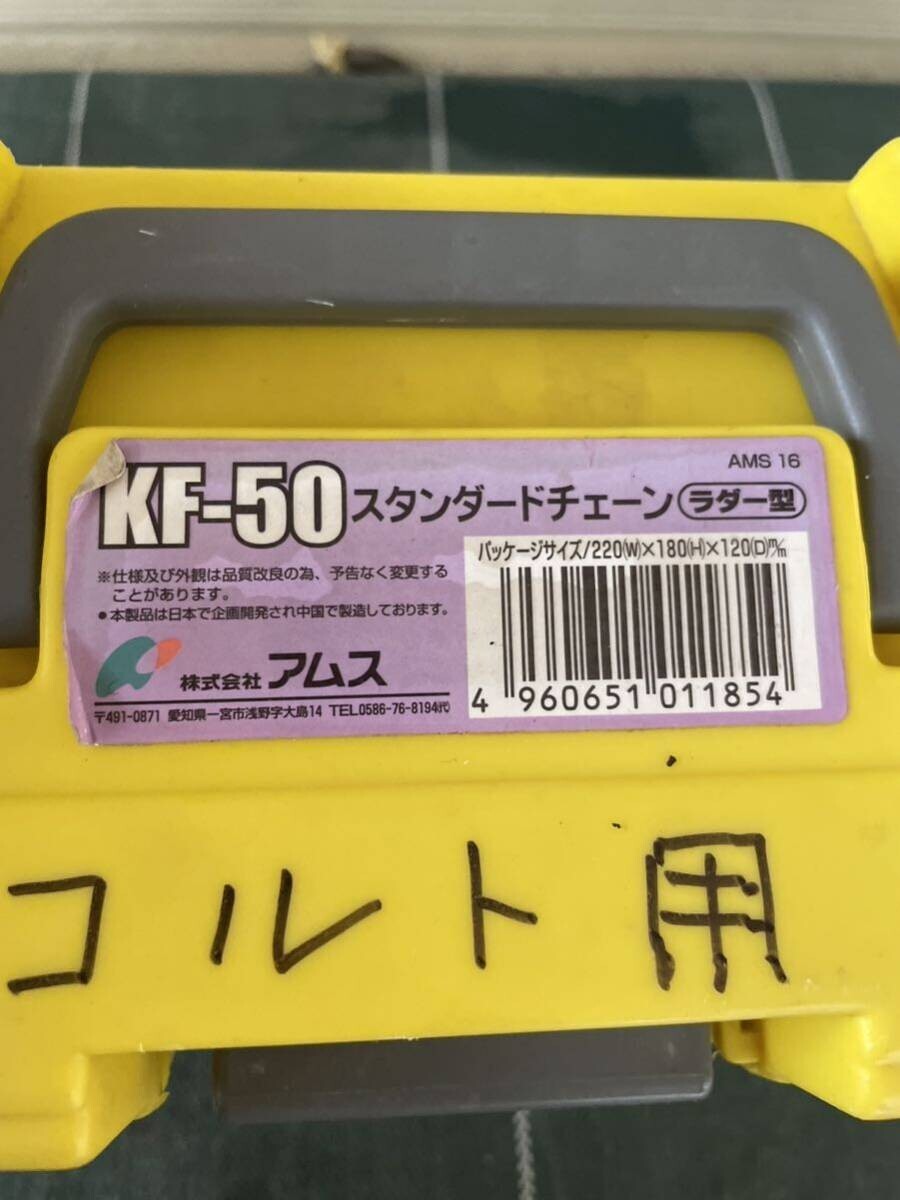 AMS 16
KF-50 スタンダードチェーン ラダー型
パッケージサイズ/220(W)×180(H)×120(D)m/m
※仕様及び外観は品質改良の為、予告なく変更する
ことがあります。
●本製品は日本で企画開発され中国で製造しております。
株式会社 アムス
〒491-0871 愛知県一宮市浅野字大島14 TEL.0586-76-8194(代)
4 960651 011854
コルト用